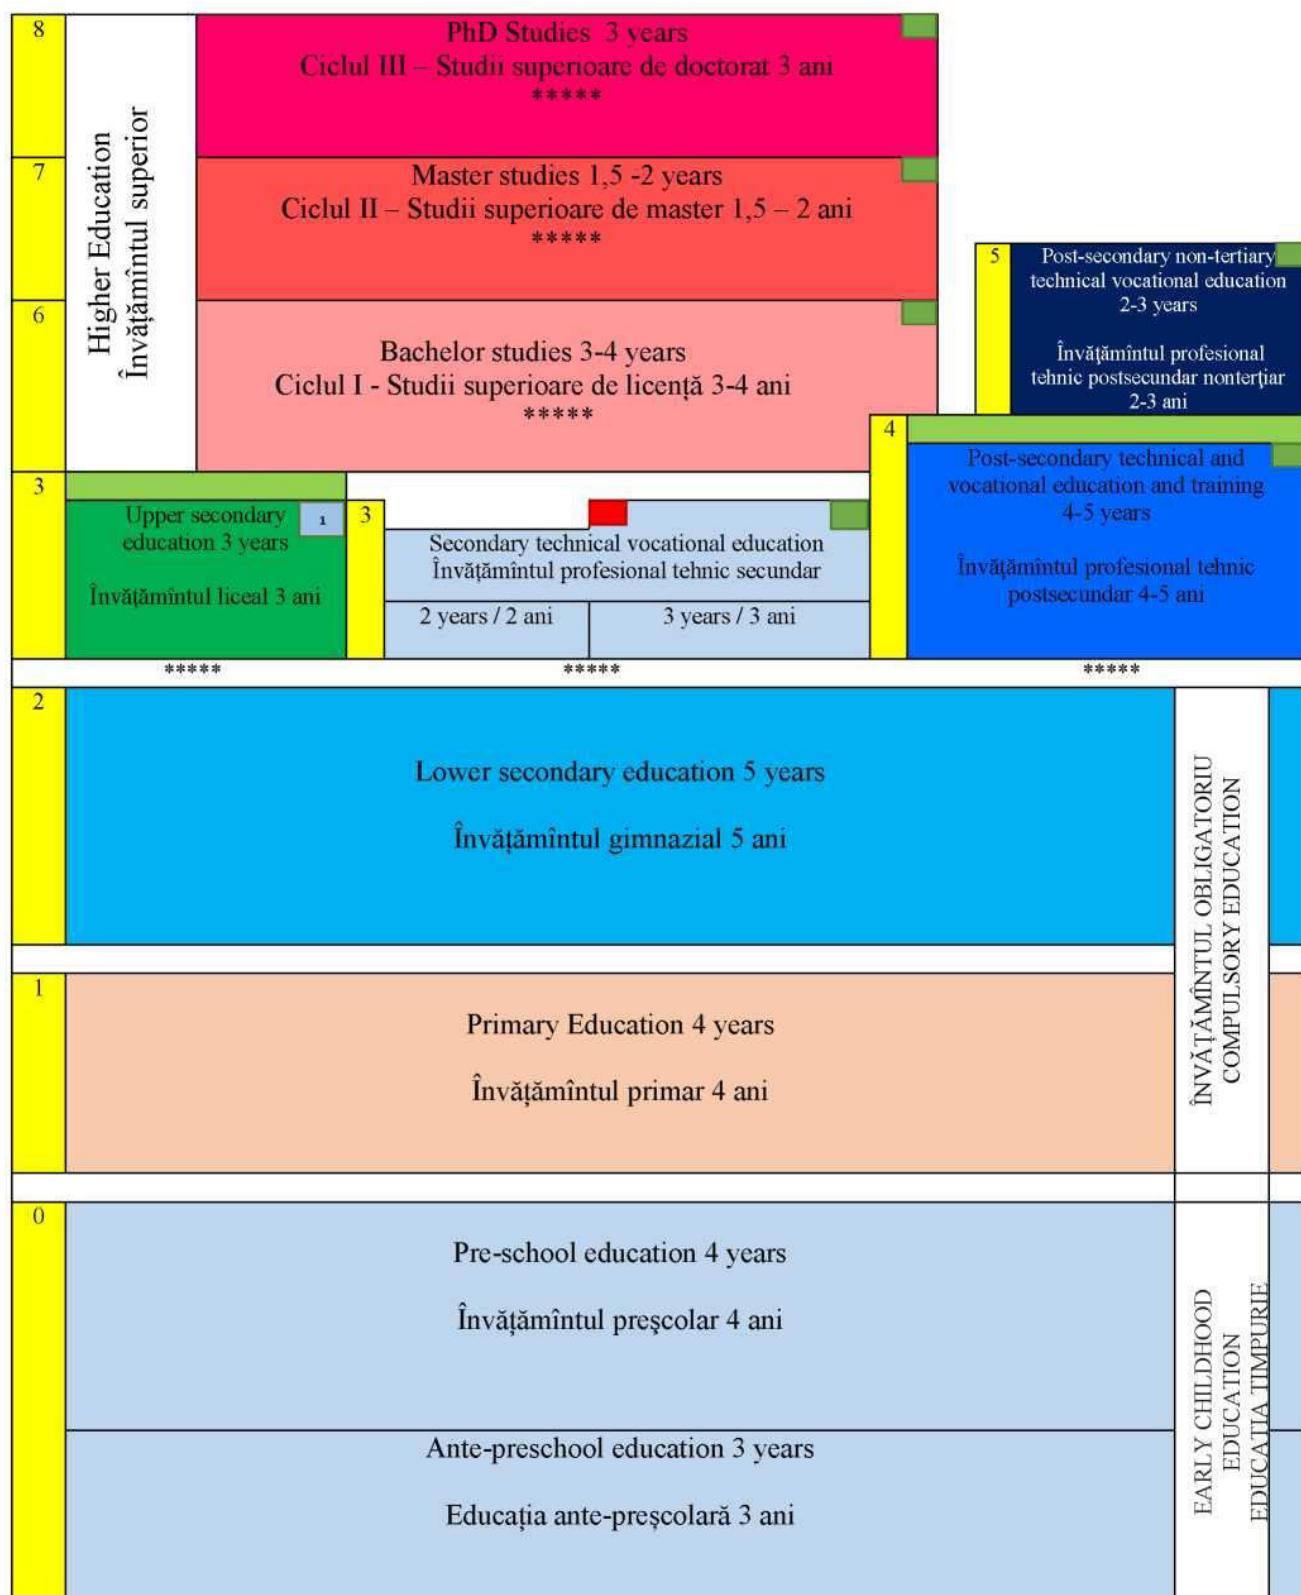 8
PhD Studies 3 years
Ciclul III – Studii superioare de doctorat 3 ani
*****
Higher Education
Învățămîntul superior
7
Master studies 1,5 -2 years
Ciclul II – Studii superioare de master 1,5 – 2 ani
*****
6
Bachelor studies 3-4 years
Ciclul I - Studii superioare de licență 3-4 ani
*****
5
Post-secondary non-tertiary
technical vocational education
2-3 years
Învățămîntul profesional
tehnic postsecundar nonterţiar
2-3 ani
4
Post-secondary technical and
vocational education and training
4-5 years
Învățămîntul profesional tehnic
postsecundar 4-5 ani
3
Upper secondary
education 3 years
1
Învățămîntul liceal 3 ani
3
Secondary technical vocational education
Învățămîntul profesional tehnic secundar
2 years / 2 ani
3 years / 3 ani
*****
*****
*****
2
Lower secondary education 5 years
Învățămîntul gimnazial 5 ani
ÎNVĂȚĂMÎNTUL OBLIGATORIU
COMPULSORY EDUCATION
1
Primary Education 4 years
Învățămîntul primar 4 ani
0
Pre-school education 4 years
Învățămîntul preşcolar 4 ani
EARLY CHILDHOOD
EDUCATION
EDUCATIA TIMPURIE
Ante-preschool education 3 years
Educația ante-preşcolară 3 ani